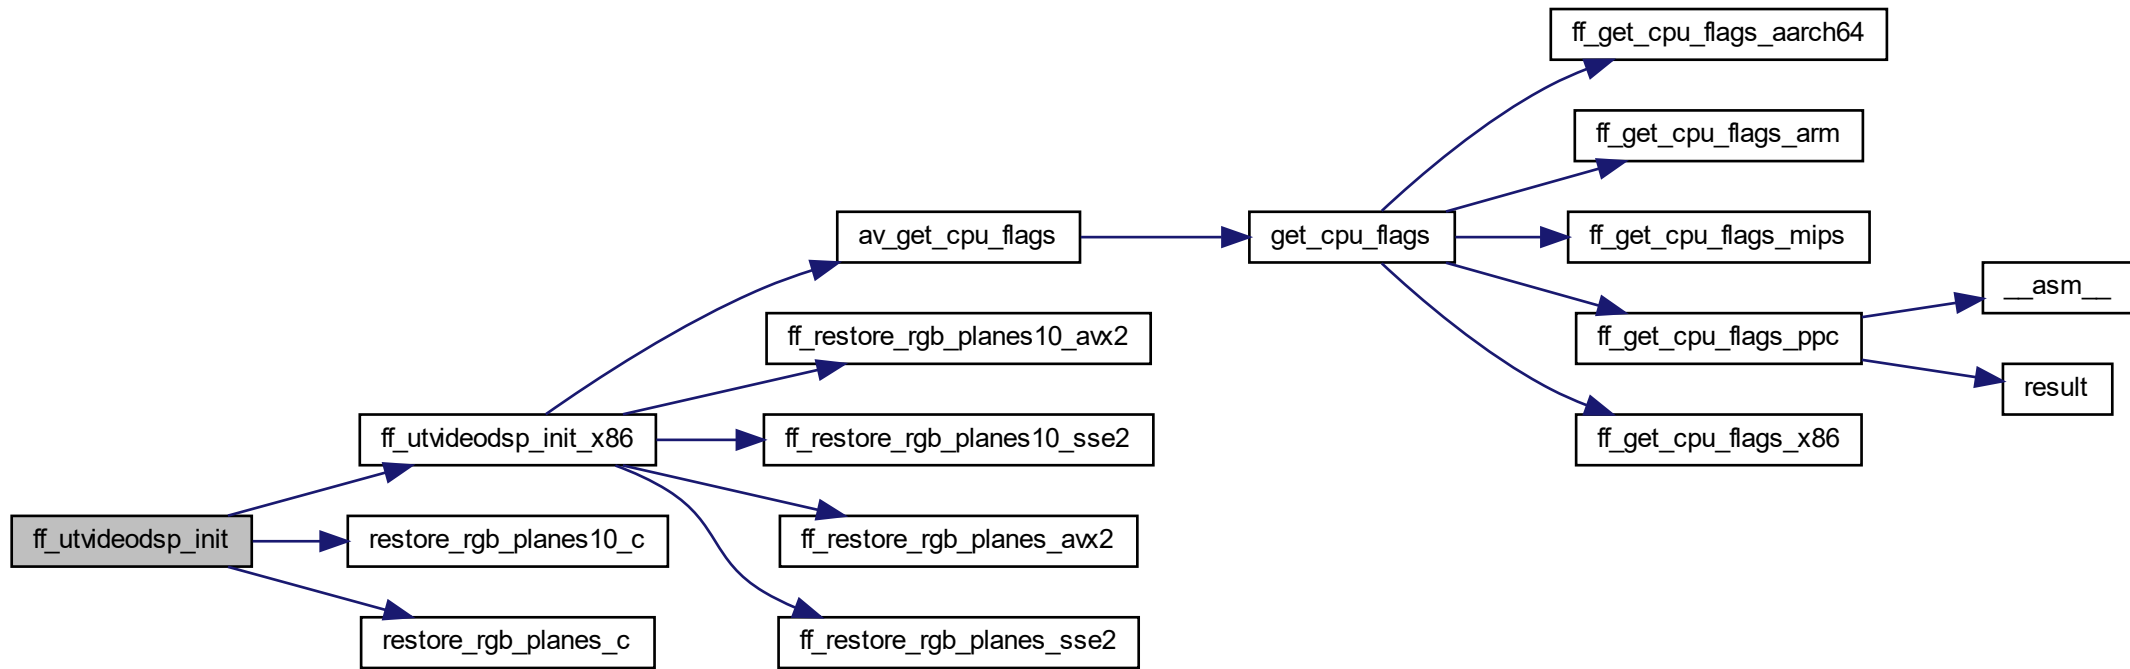 ff_get_cpu_flags_aarch64
ff_get_cpu_flags_arm
av_get_cpu_flags
get_cpu_flags
ff_get_cpu_flags_mips
__asm__
ff_restore_rgb_planes10_avx2
ff_get_cpu_flags_ppc
result
ff_utvideodsp_init_x86
ff_restore_rgb_planes10_sse2
ff_get_cpu_flags_x86
ff_utvideodsp_init
restore_rgb_planes10_c
ff_restore_rgb_planes_avx2
restore_rgb_planes_c
ff_restore_rgb_planes_sse2